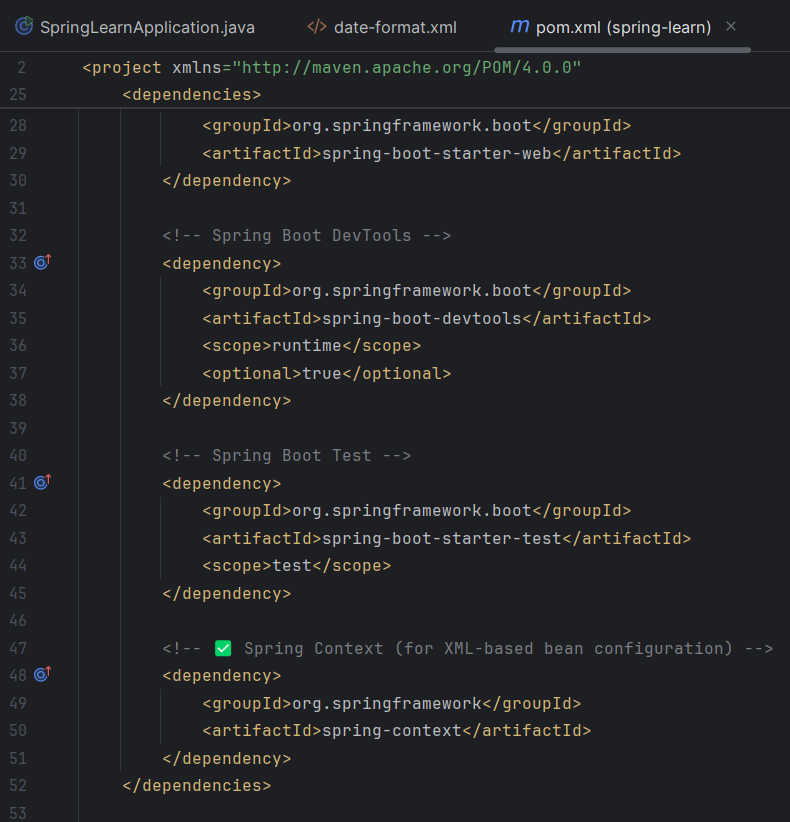 SpringLearnApplication.java </> date-format.xml m pom.xml (spring-learn) ×
2 <project xmlns="http://maven.apache.org/POM/4.0.0"
25 <dependencies>
28 <groupId>org.springframework.boot</groupId>
29 <artifactId>spring-boot-starter-web</artifactId>
30 </dependency>
31
32 <!-- Spring Boot DevTools -->
33 <dependency>
34 <groupId>org.springframework.boot</groupId>
35 <artifactId>spring-boot-devtools</artifactId>
36 <scope>runtime</scope>
37 <optional>true</optional>
38 </dependency>
39
40 <!-- Spring Boot Test -->
41 <dependency>
42 <groupId>org.springframework.boot</groupId>
43 <artifactId>spring-boot-starter-test</artifactId>
44 <scope>test</scope>
45 </dependency>
46
47 <!-- ✅ Spring Context (for XML-based bean configuration) -->
48 <dependency>
49 <groupId>org.springframework</groupId>
50 <artifactId>spring-context</artifactId>
51 </dependency>
52 </dependencies>
53